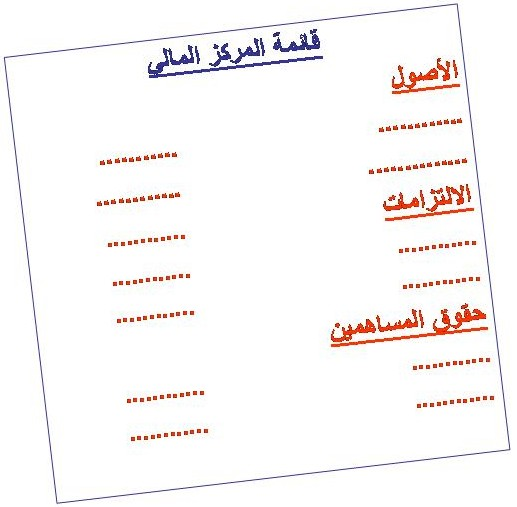 قائمة المركز المالي
الأصول
الالتزامات
حقوق المساهمين